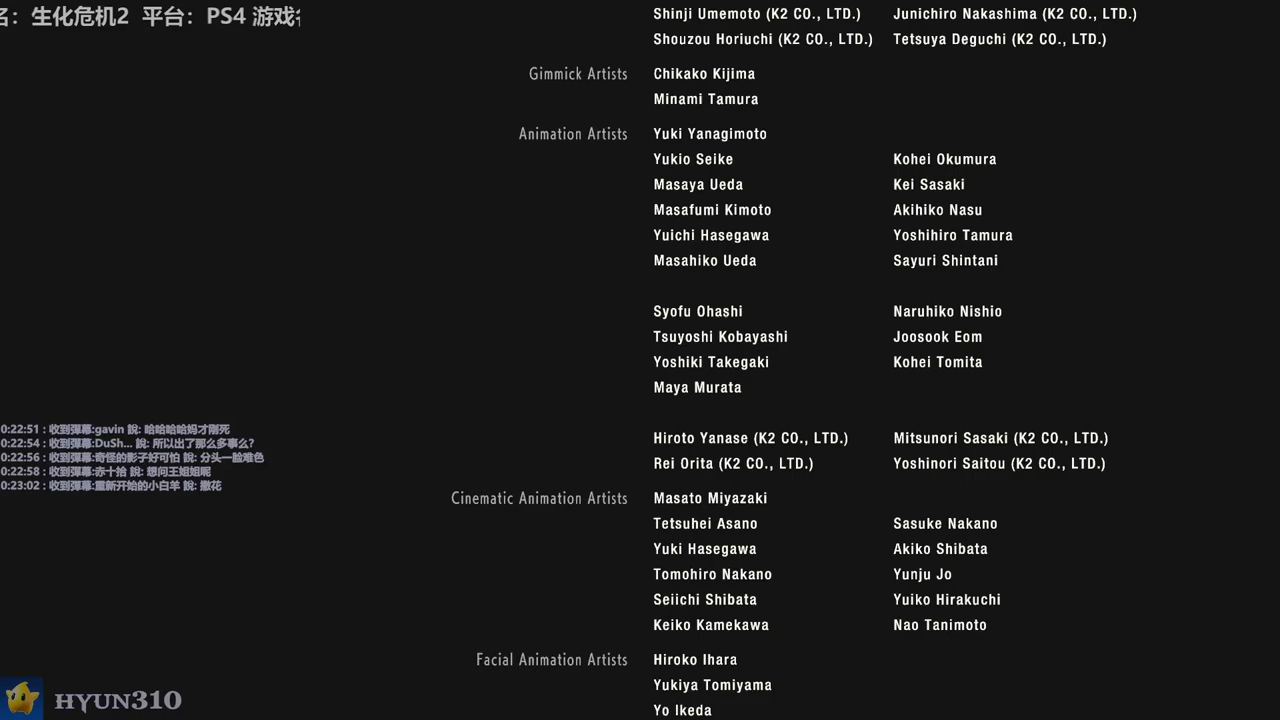 名：生化危机2 平台：PS4 游戏
Shinji Umemoto (K2 CO., LTD.) Junichiro Nakashima (K2 CO., LTD.)
Shouzou Horiuchi (K2 CO., LTD.) Tetsuya Deguchi (K2 CO., LTD.)
Gimmick Artists Chikako Kijima
Minami Tamura
Animation Artists Yuki Yanagimoto
Yukio Seike Kohei Okumura
Masaya Ueda Kei Sasaki
Masafumi Kimoto Akihiko Nasu
Yuichi Hasegawa Yoshihiro Tamura
Masahiko Ueda Sayuri Shintani
Syofu Ohashi Naruhiko Nishio
Tsuyoshi Kobayashi Joosook Eom
Yoshiki Takegaki Kohei Tomita
Maya Murata
Hiroto Yanase (K2 CO., LTD.) Mitsunori Sasaki (K2 CO., LTD.)
Rei Orita (K2 CO., LTD.) Yoshinori Saitou (K2 CO., LTD.)
Cinematic Animation Artists Masato Miyazaki
Tetsuhei Asano Sasuke Nakano
Yuki Hasegawa Akiko Shibata
Tomohiro Nakano Yunju Jo
Seiichi Shibata Yuiko Hirakuchi
Keiko Kamekawa Nao Tanimoto
Facial Animation Artists Hiroko Ihara
Yukiya Tomiyama
Yo Ikeda
0:22:51 : 收到彈幕:gavin 說: 哈哈哈哈妈才刚死
0:22:54 : 收到彈幕:DuSh... 說: 所以出了那么多事么?
0:22:56 : 收到彈幕:奇怪的影子好可怕 說: 分头一脸难色
0:22:58 : 收到彈幕:赤十拾 說: 想问王姐姐呢
0:23:02 : 收到彈幕:重新开始的小白羊 說: 撒花
HYUN310